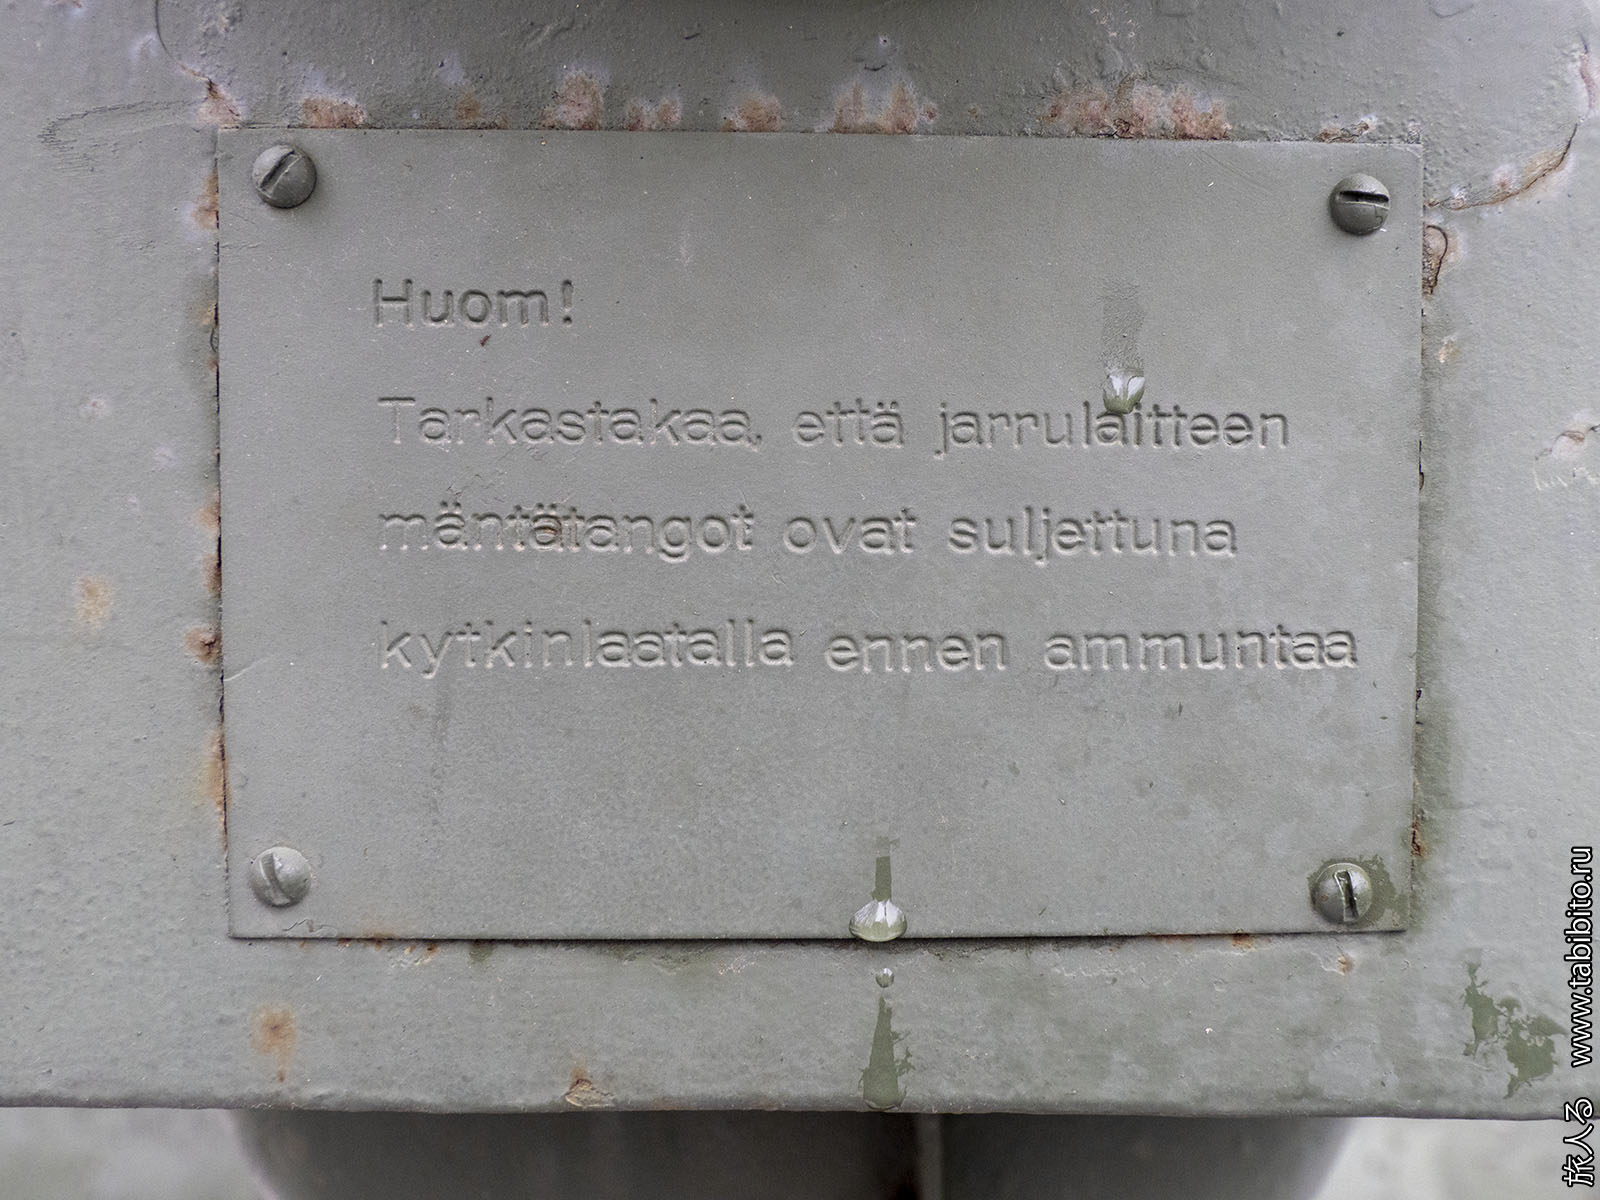 Huom!
Tarkastakaa, että jarrulaitteen
mäntätangot ovat suljettuna
kytkinlaatalla ennen ammuntaa
旅人る www.tabibito.ru